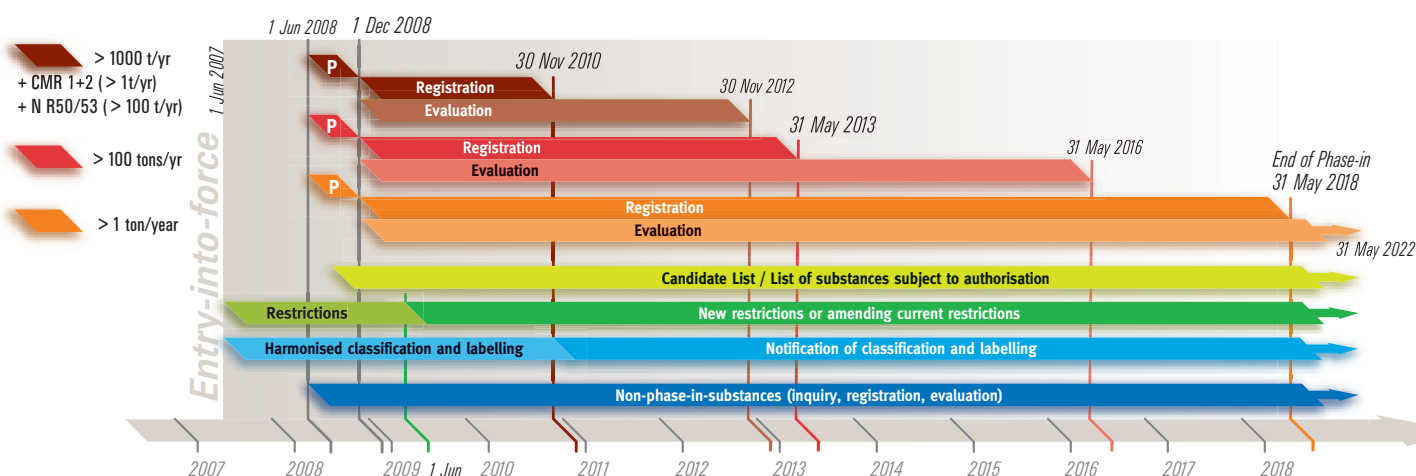 1 Jun 2008
1 Dec 2008
> 1000 t/yr
+ CMR 1+2 ( > 1t/yr)
+ N R50/53 ( > 100 t/yr)
> 100 tons/yr
> 1 ton/year
1 Jun 2007
Entry-into-force
P
30 Nov 2010
Registration
30 Nov 2012
Evaluation
P
31 May 2013
Registration
31 May 2016
Evaluation
End of Phase-in
31 May 2018
P
Registration
Evaluation
31 May 2022
Candidate List / List of substances subject to authorisation
Restrictions
New restrictions or amending current restrictions
Harmonised classification and labelling
Notification of classification and labelling
Non-phase-in-substances (inquiry, registration, evaluation)
2007 2008 2009 1 Jun 2010 2011 2012 2013 2014 2015 2016 2017 2018